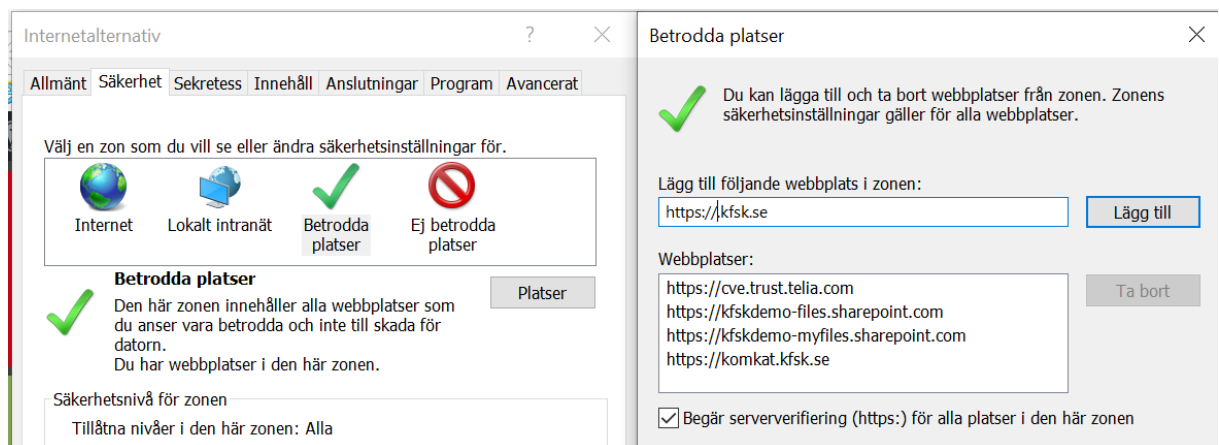 Internetalternativ
?
Allmänt Säkerhet Sekretess Innehåll Anslutningar Program Avancerat
Välj en zon som du vill se eller ändra säkerhetsinställningar för.
Internet
Lokalt intranät
Betrodda
platser
Ej betrodda
platser
Betrodda platser
Den här zonen innehåller alla webbplatser som
du anser vara betrodda och inte till skada för
datorn.
Du har webbplatser i den här zonen.
Platser
Säkerhetsnivå för zonen
Tillåtna nivåer i den här zonen: Alla
Betrodda platser
Du kan lägga till och ta bort webbplatser från zonen. Zonens
säkerhetsinställningar gäller för alla webbplatser.
Lägg till följande webbplats i zonen:
https://.kfsk.se
Lägg till
Webbplatser:
https://cve.trust.telia.com
https://kfskdemo-files.sharepoint.com
https://kfskdemo-myfiles.sharepoint.com
https://komkat.kfsk.se
Ta bort
Begär serververifiering (https:) för alla platser i den här zonen